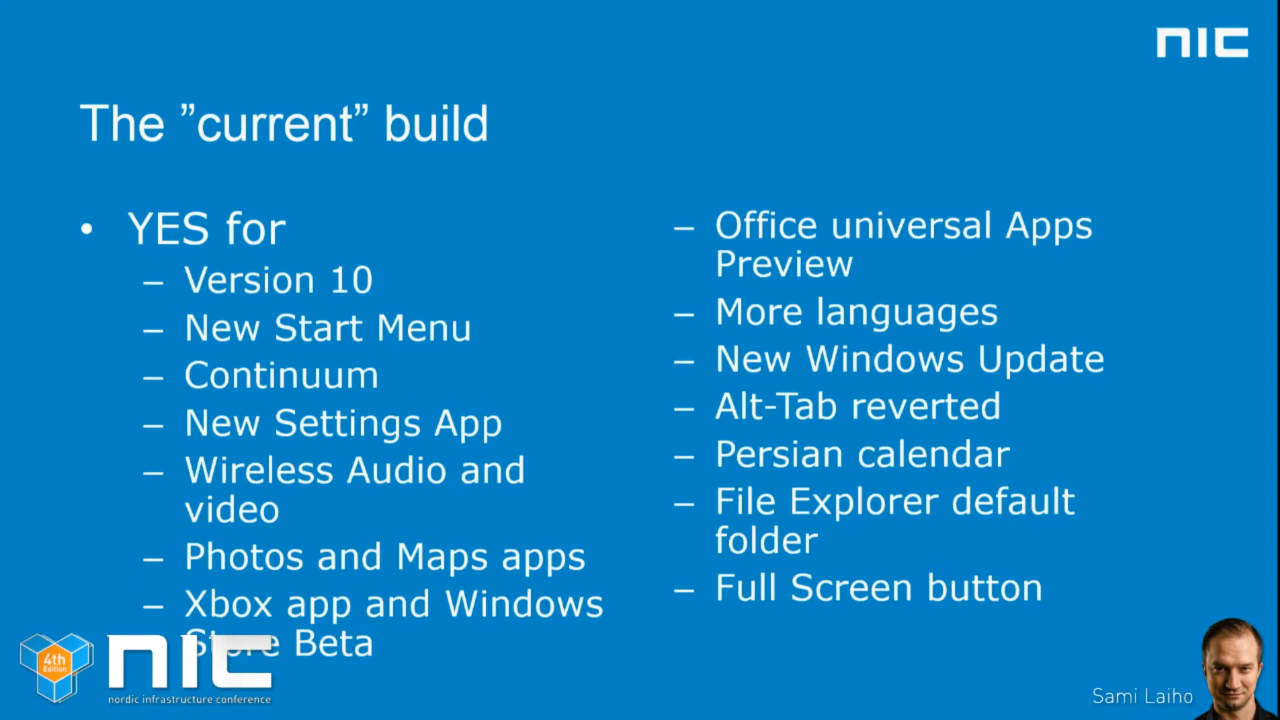 NIC
The ”current” build
• YES for
– Version 10
– New Start Menu
– Continuum
– New Settings App
– Wireless Audio and
video
– Photos and Maps apps
– Xbox app and Windows
Store Beta
– Office universal Apps
Preview
– More languages
– New Windows Update
– Alt-Tab reverted
– Persian calendar
– File Explorer default
folder
– Full Screen button
4th
Edition
NIC
nordic infrastructure conference
Sami Laiho